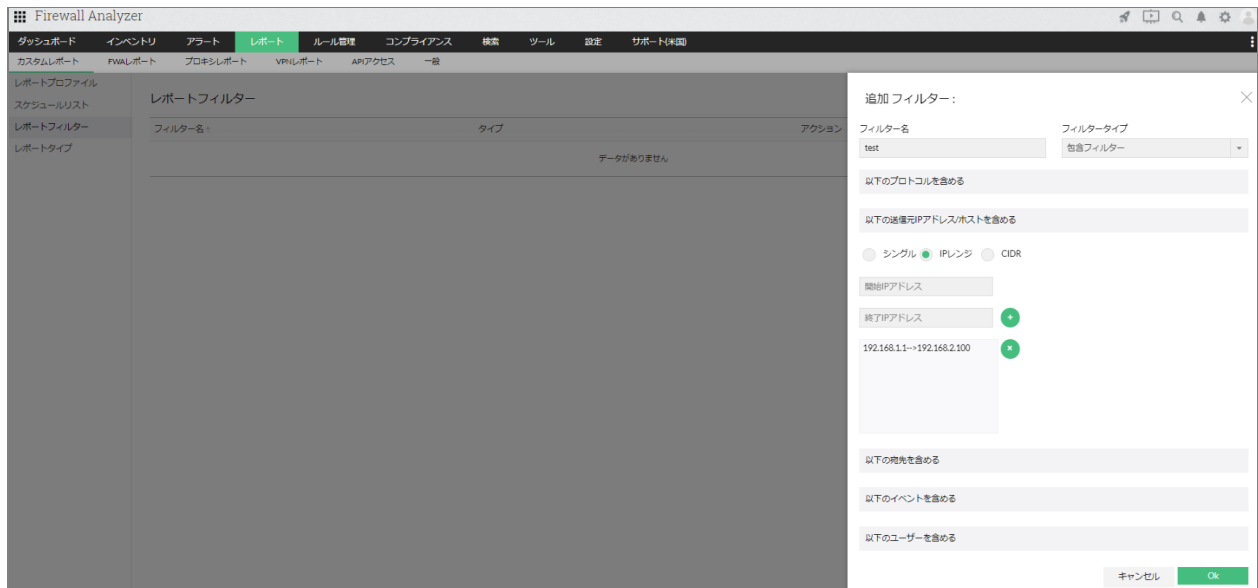 Firewall Analyzer
ダッシュボード インベントリ アラート レポート ルール管理 コンプライアンス 検索 ツール 設定 サポート(米国)
カスタムレポート FWAレポート プロキシレポート VPNレポート APIアクセス 一般
レポートプロファイル
スケジュールリスト
レポートフィルター
レポートタイプ
レポートフィルター
フィルター名 : タイプ アクション
データがありません
追加 フィルター :
フィルター名 フィルタータイプ
test 包含フィルター
以下のプロトコルを含める
以下の送信元IPアドレス/ホストを含める
シングル IPレンジ CIDR
開始IPアドレス
終了IPアドレス
192.168.1.1-->192.168.2.100
以下の宛先を含める
以下のイベントを含める
以下のユーザーを含める
キャンセル Ok